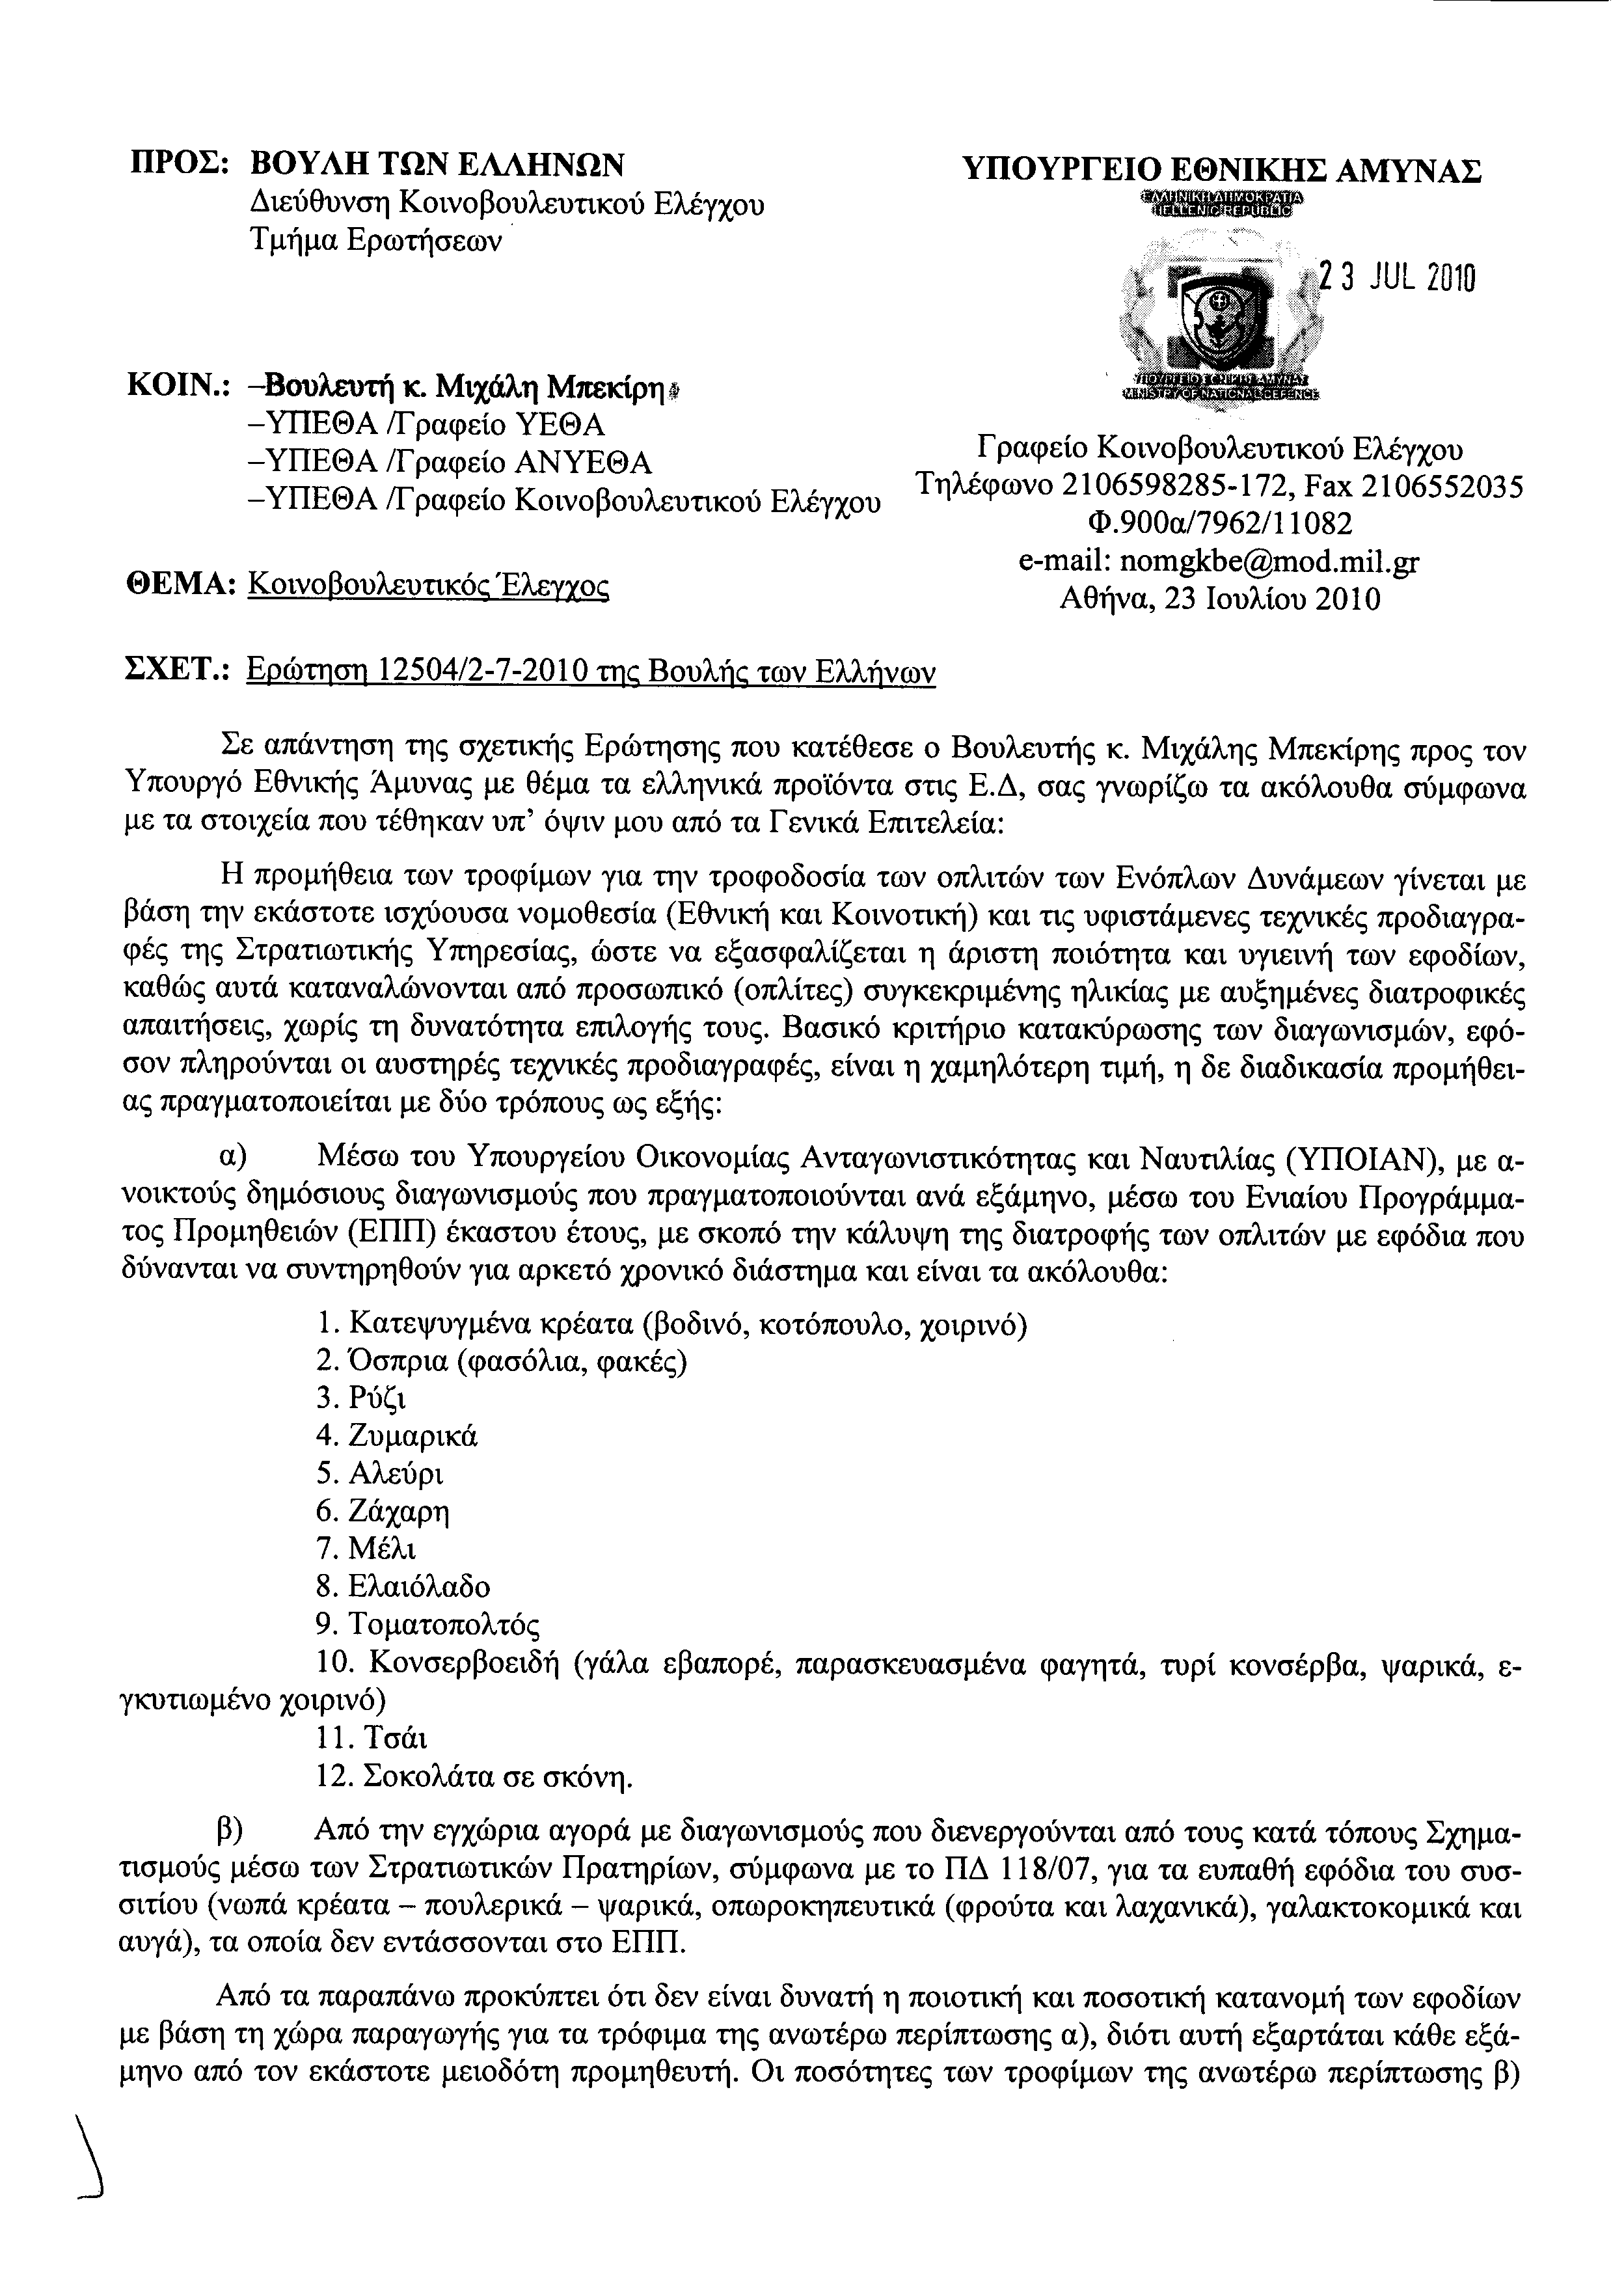 ΠΡΟΣ: ΒΟΥΛΗ ΤΩΝ ΕΛΛΗΝΩΝ
Διεύθυνση Κοινοβουλευτικού Ελέγχου
Τμήμα Ερωτήσεων
ΚΟΙΝ.: –Βουλευτή κ. Μιχάλη Μπεκίρη
–ΥΠΕΘΑ /Γραφείο ΥΕΘΑ
–ΥΠΕΘΑ /Γραφείο ΑΝΥΕΘΑ
–ΥΠΕΘΑ /Γραφείο Κοινοβουλευτικού Ελέγχου
ΘΕΜΑ: Κοινοβουλευτικός Έλεγχος
ΥΠΟΥΡΓΕΙΟ ΕΘΝΙΚΗΣ ΑΜΥΝΑΣ
ΕΛΛΗΝΙΚΗ ΔΗΜΟΚΡΑΤΙΑ
HELLENIC REPUBLIC
23 JUL 2010
ΥΠΟΥΡΓΕΙΟ ΕΘΝΙΚΗΣ ΑΜΥΝΑΣ
MINISTRY OF NATIONAL DEFENCE
Γραφείο Κοινοβουλευτικού Ελέγχου
Τηλέφωνο 2106598285-172, Fax 2106552035
Φ.900α/7962/11082
e-mail: nomgkbe@mod.mil.gr
Αθήνα, 23 Ιουλίου 2010
ΣΧΕΤ.: Ερώτηση 12504/2-7-2010 της Βουλής των Ελλήνων
Σε απάντηση της σχετικής Ερώτησης που κατέθεσε ο Βουλευτής κ. Μιχάλης Μπεκίρης προς τον
Υπουργό Εθνικής Άμυνας με θέμα τα ελληνικά προϊόντα στις Ε.Δ, σας γνωρίζω τα ακόλουθα σύμφωνα
με τα στοιχεία που τέθηκαν υπ’ όψιν μου από τα Γενικά Επιτελεία:
Η προμήθεια των τροφίμων για την τροφοδοσία των οπλιτών των Ενόπλων Δυνάμεων γίνεται με
βάση την εκάστοτε ισχύουσα νομοθεσία (Εθνική και Κοινοτική) και τις υφιστάμενες τεχνικές προδιαγρα-
φές της Στρατιωτικής Υπηρεσίας, ώστε να εξασφαλίζεται η άριστη ποιότητα και υγιεινή των εφοδίων,
καθώς αυτά καταναλώνονται από προσωπικό (οπλίτες) συγκεκριμένης ηλικίας με αυξημένες διατροφικές
απαιτήσεις, χωρίς τη δυνατότητα επιλογής τους. Βασικό κριτήριο κατακύρωσης των διαγωνισμών, εφό-
σον πληρούνται οι αυστηρές τεχνικές προδιαγραφές, είναι η χαμηλότερη τιμή, η δε διαδικασία προμήθει-
ας πραγματοποιείται με δύο τρόπους ως εξής:
α) Μέσω του Υπουργείου Οικονομίας Ανταγωνιστικότητας και Ναυτιλίας (ΥΠΟΙΑΝ), με α-
νοικτούς δημόσιους διαγωνισμούς που πραγματοποιούνται ανά εξάμηνο, μέσω του Ενιαίου Προγράμμα-
τος Προμηθειών (ΕΠΠ) έκαστου έτους, με σκοπό την κάλυψη της διατροφής των οπλιτών με εφόδια που
δύνανται να συντηρηθούν για αρκετό χρονικό διάστημα και είναι τα ακόλουθα:
1. Κατεψυγμένα κρέατα (βοδινό, κοτόπουλο, χοιρινό)
2. Όσπρια (φασόλια, φακές)
3. Ρύζι
4. Ζυμαρικά
5. Αλεύρι
6. Ζάχαρη
7. Μέλι
8. Ελαιόλαδο
9. Τοματοπολτός
10. Κονσερβοειδή (γάλα εβαπορέ, παρασκευασμένα φαγητά, τυρί κονσέρβα, ψαρικά, ε-
γκυτιωμένο χοιρινό)
11. Τσάι
12. Σοκολάτα σε σκόνη.
β) Από την εγχώρια αγορά με διαγωνισμούς που διενεργούνται από τους κατά τόπους Σχημα-
τισμούς μέσω των Στρατιωτικών Πρατηρίων, σύμφωνα με το ΠΔ 118/07, για τα ευπαθή εφόδια του συσ-
σιτίου (νωπά κρέατα – πουλερικά – ψαρικά, οπωροκηπευτικά (φρούτα και λαχανικά), γαλακτοκομικά και
αυγά), τα οποία δεν εντάσσονται στο ΕΠΠ.
Από τα παραπάνω προκύπτει ότι δεν είναι δυνατή η ποιοτική και ποσοτική κατανομή των εφοδίων
με βάση τη χώρα παραγωγής για τα τρόφιμα της ανωτέρω περίπτωσης α), διότι αυτή εξαρτάται κάθε εξά-
μηνο από τον εκάστοτε μειοδότη προμηθευτή. Οι ποσότητες των τροφίμων της ανωτέρω περίπτωσης β)